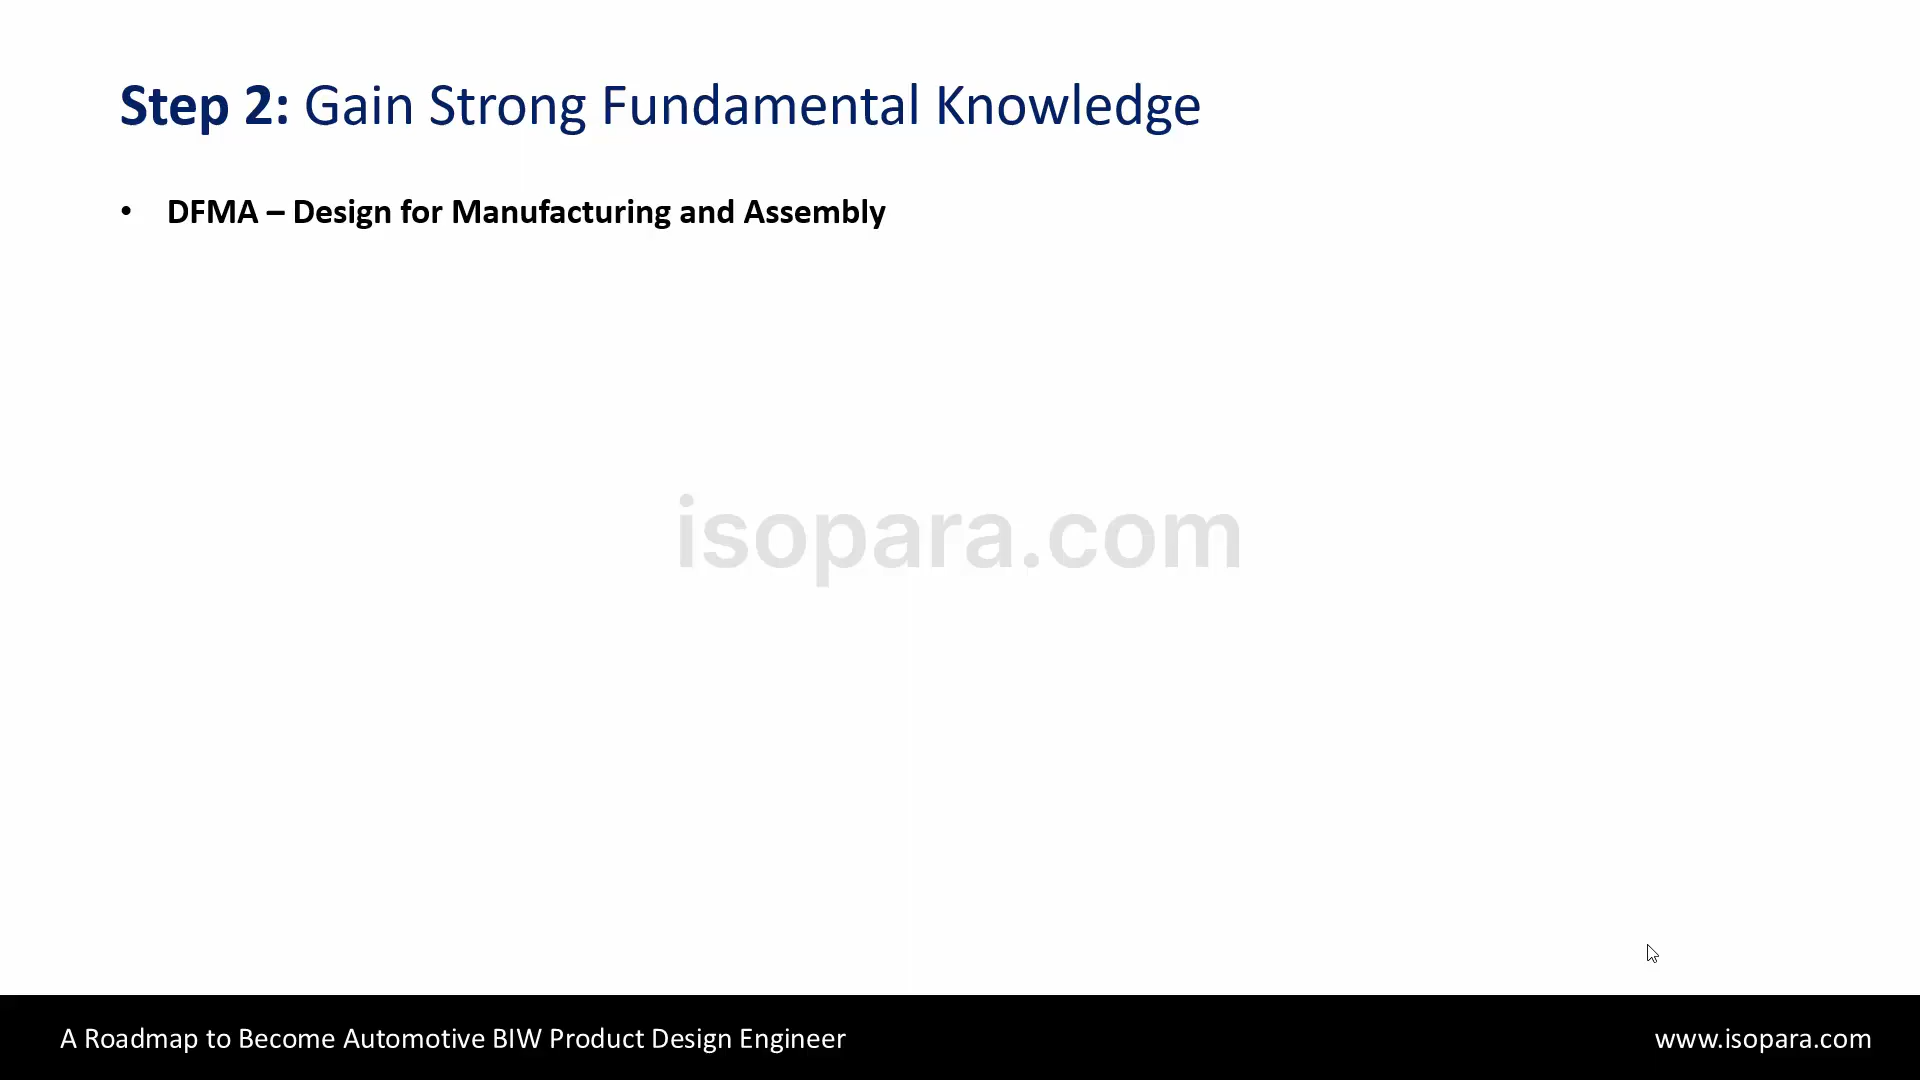 Step 2: Gain Strong Fundamental Knowledge
• DFMA – Design for Manufacturing and Assembly
isopara.com
A Roadmap to Become Automotive BIW Product Design Engineer
www.isopara.com